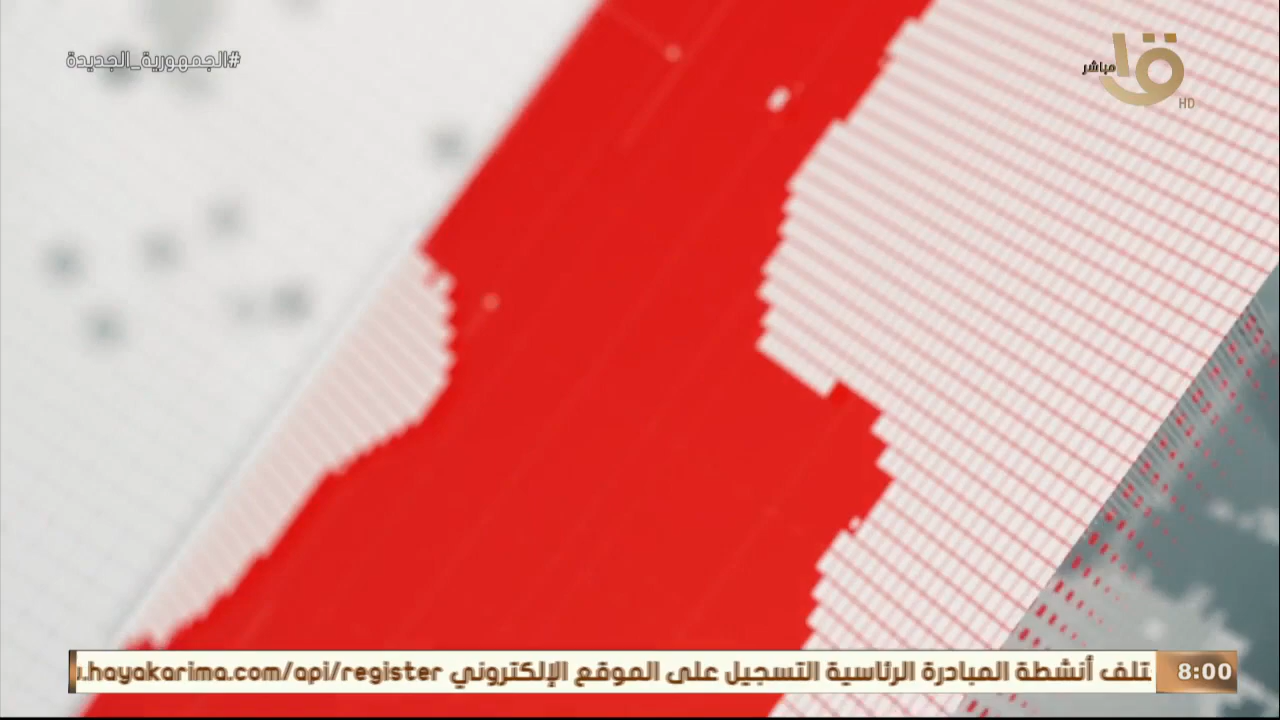 #الجمهورية_الجديدة
مباشر
HD
تلف أنشطة المبادرة الرئاسية التسجيل على الموقع الإلكتروني hayakarima.com/api/register.
8:00